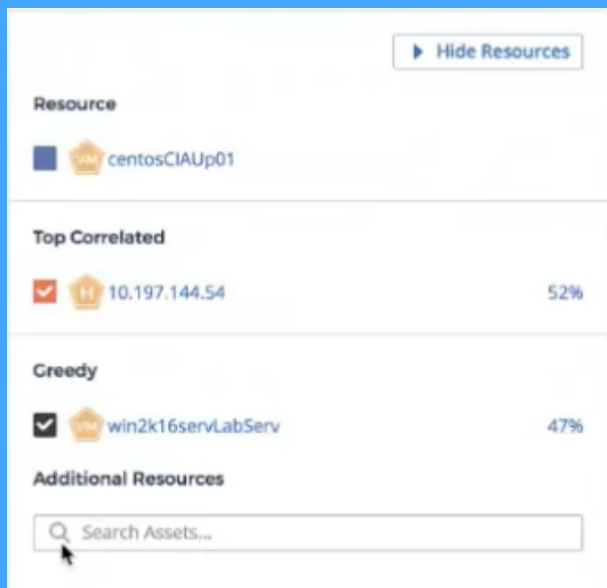 Hide Resources
Resource
VM centosCIAUp01
Top Correlated
H 10.197.144.54 52%
Greedy
VM win2k16servLabServ 47%
Additional Resources
Search Assets...